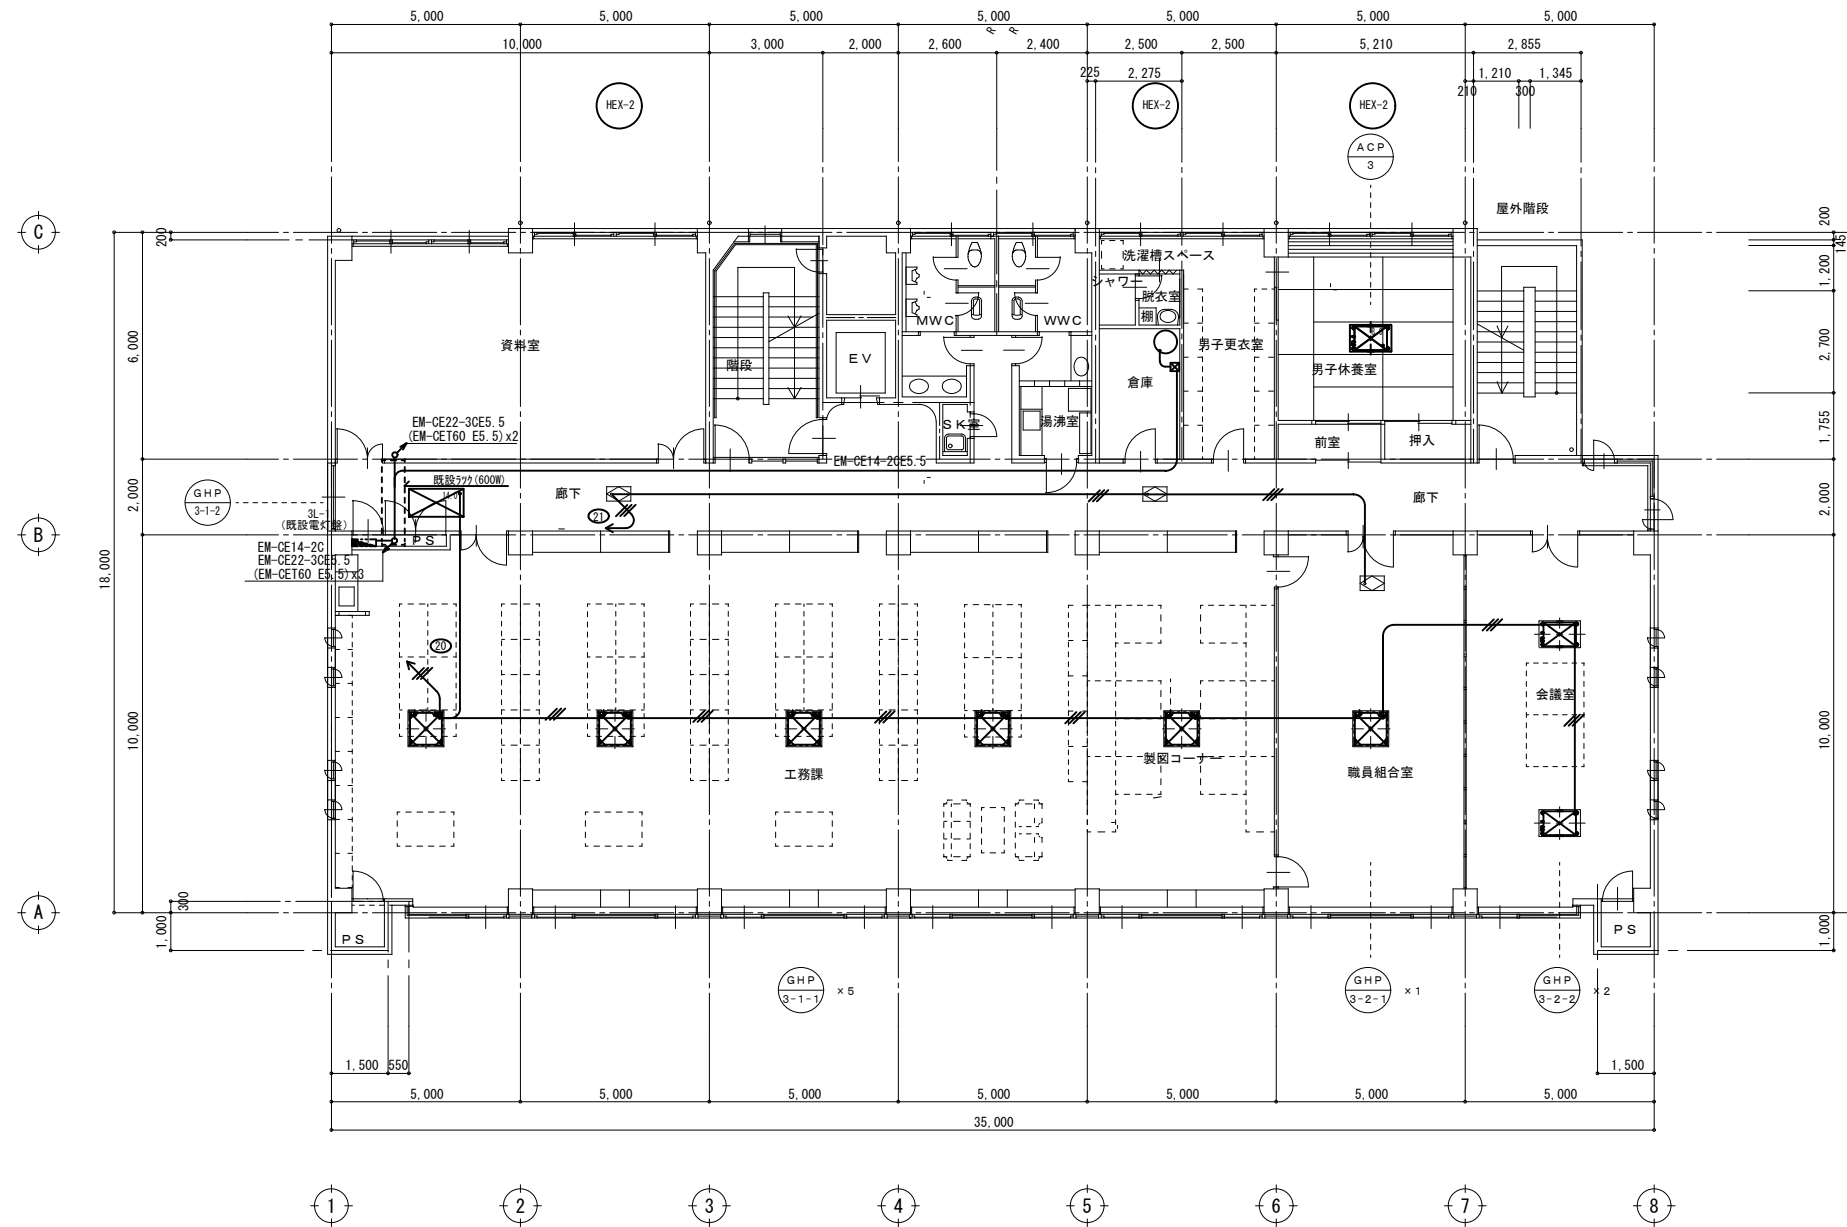 5,000 5,000 5,000 5,000 5,000 5,000 5,000
10,000 3,000 2,000 2,600 R R 2,400 2,500 2,500 5,210 2,855
225 2,275 1,210 1,345
210 300
HEX-2 HEX-2 HEX-2
ACP
3
屋外階段
C
200
200
145
洗濯槽スペース
シャワー
脱衣室
棚
1,200
MWC WWC
6,000
資料室
階段
EV
倉庫
男子更衣室
男子休養室
2,700
EM-CE22-3CE5.5
(EM-CET60 E5.5)x2
SK室
湯沸室
前室
押入
1,755
EM-CE14-2CE5.5
既設ラック(600W)
GHP
3-1-2
廊下
廊下
2,000
2,000
3L-1
(既設電灯盤)
21
B
PS
EM-CE14-2C
EM-CE22-3CE5.5
(EM-CET60 E5.5)x3
18,000
20
会議室
10,000
10,000
工務課
製図コーナー
職員組合室
300
A
1,000
1,000
PS
PS
GHP
3-1-1
×5
GHP
3-2-1
×1
GHP
3-2-2
×2
1,500 550 1,500
5,000 5,000 5,000 5,000 5,000 5,000 5,000
35,000
1 2 3 4 5 6 7 8